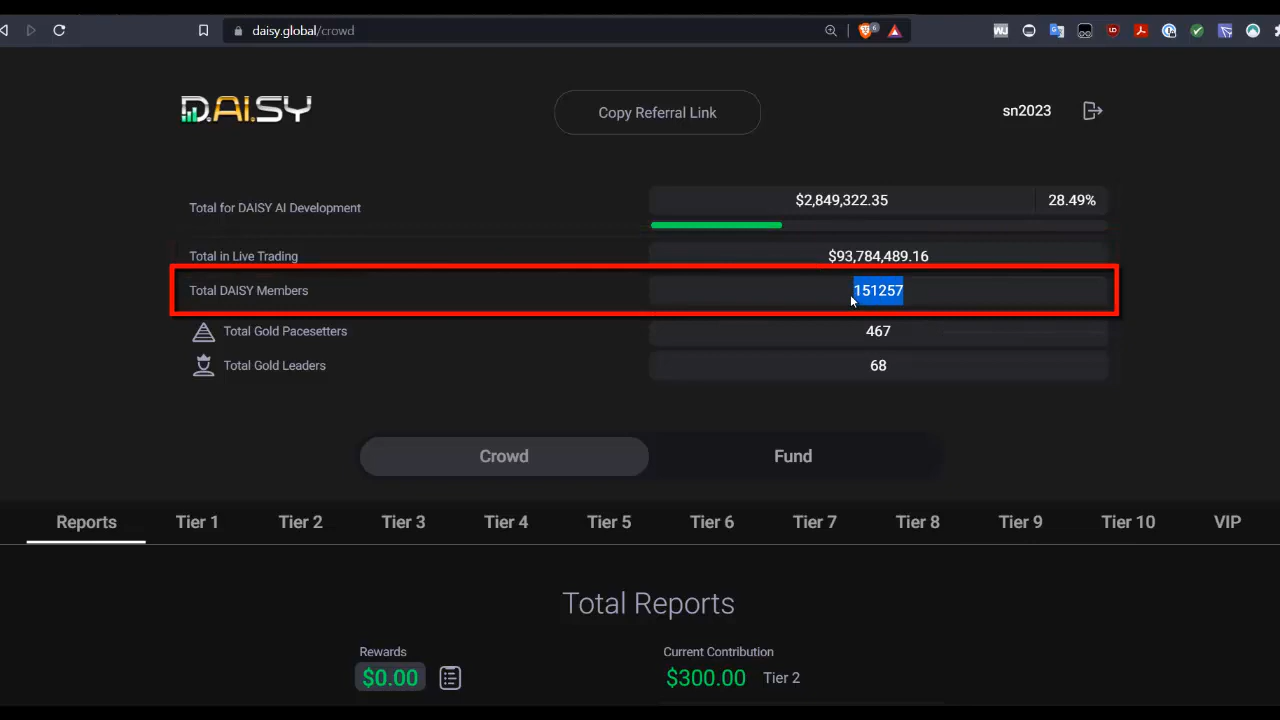 daisy.global/crowd
D.AI.SY
Copy Referral Link
sn2023
Total for DAISY AI Development
$2,849,322.35
28.49%
Total in Live Trading
$93,784,489.16
Total DAISY Members
151257
Total Gold Pacesetters
467
Total Gold Leaders
68
Crowd
Fund
Reports Tier 1 Tier 2 Tier 3 Tier 4 Tier 5 Tier 6 Tier 7 Tier 8 Tier 9 Tier 10 VIP
Total Reports
Rewards
Current Contribution
$0.00
$300.00 Tier 2